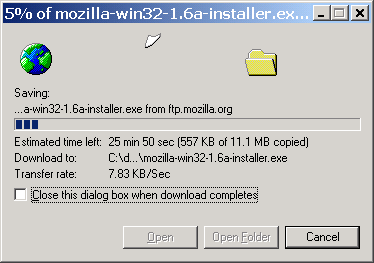 5% of mozilla-win32-1.6a-installer.ex...
Saving:
...a-win32-1.6a-installer.exe from ftp.mozilla.org
Estimated time left: 25 min 50 sec (557 KB of 11.1 MB copied)
Download to: C:\d...\mozilla-win32-1.6a-installer.exe
Transfer rate: 7.83 KB/Sec
Close this dialog box when download completes
Open Open Folder Cancel